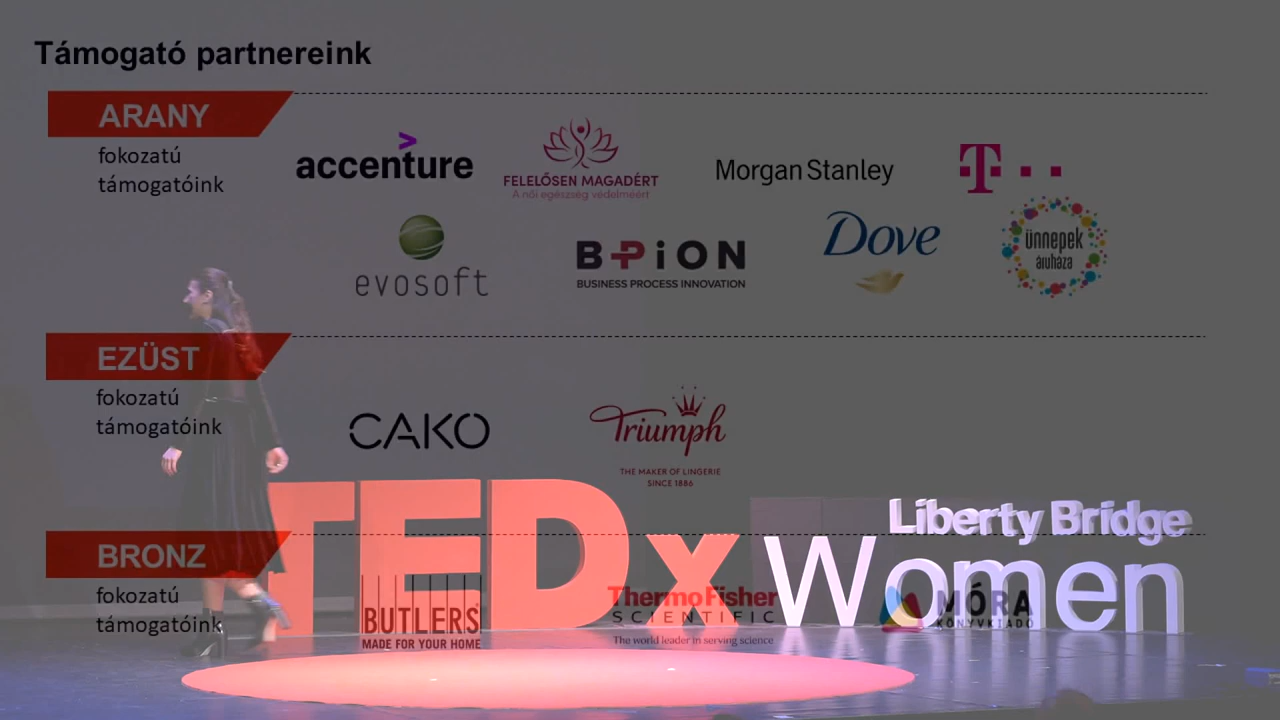 Támogató partnereink
ARANY
fokozatú
támogatóink
accenture
FELELŐSEN MAGADÉRT
A női egészség védelméért
Morgan Stanley
T
evosoft
B+PiON
BUSINESS PROCESS INNOVATION
Dove
ünnepek
áruháza
EZÜST
fokozatú
támogatóink
CAKO
Triumph
THE MAKER OF LINGERIE
SINCE 1886
TEDx Women
Liberty Bridge
BRONZ
fokozatú
támogatóink
BUTLERS
MADE FOR YOUR HOME
ThermoFisher
SCIENTIFIC
The world leader in serving science
MÓRA
KÖNYVKIADÓ